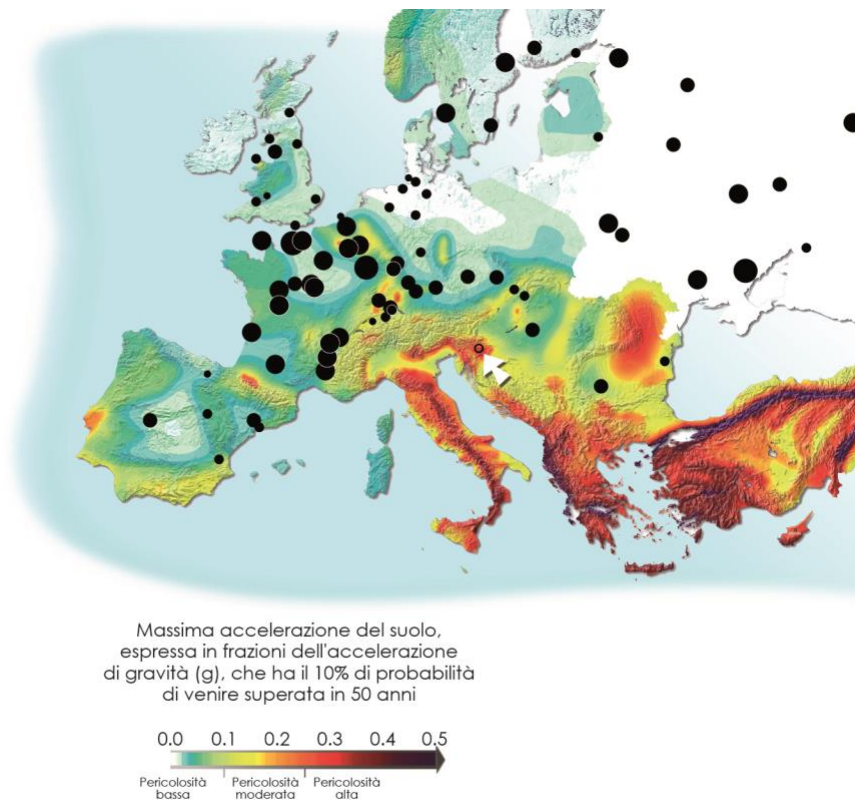 Massima accelerazione del suolo,
espressa in frazioni dell'accelerazione
di gravità (g), che ha il 10% di probabilità
di venire superata in 50 anni
0.0 0.1 0.2 0.3 0.4 0.5
Pericolosità bassa
Pericolosità moderata
Pericolosità alta